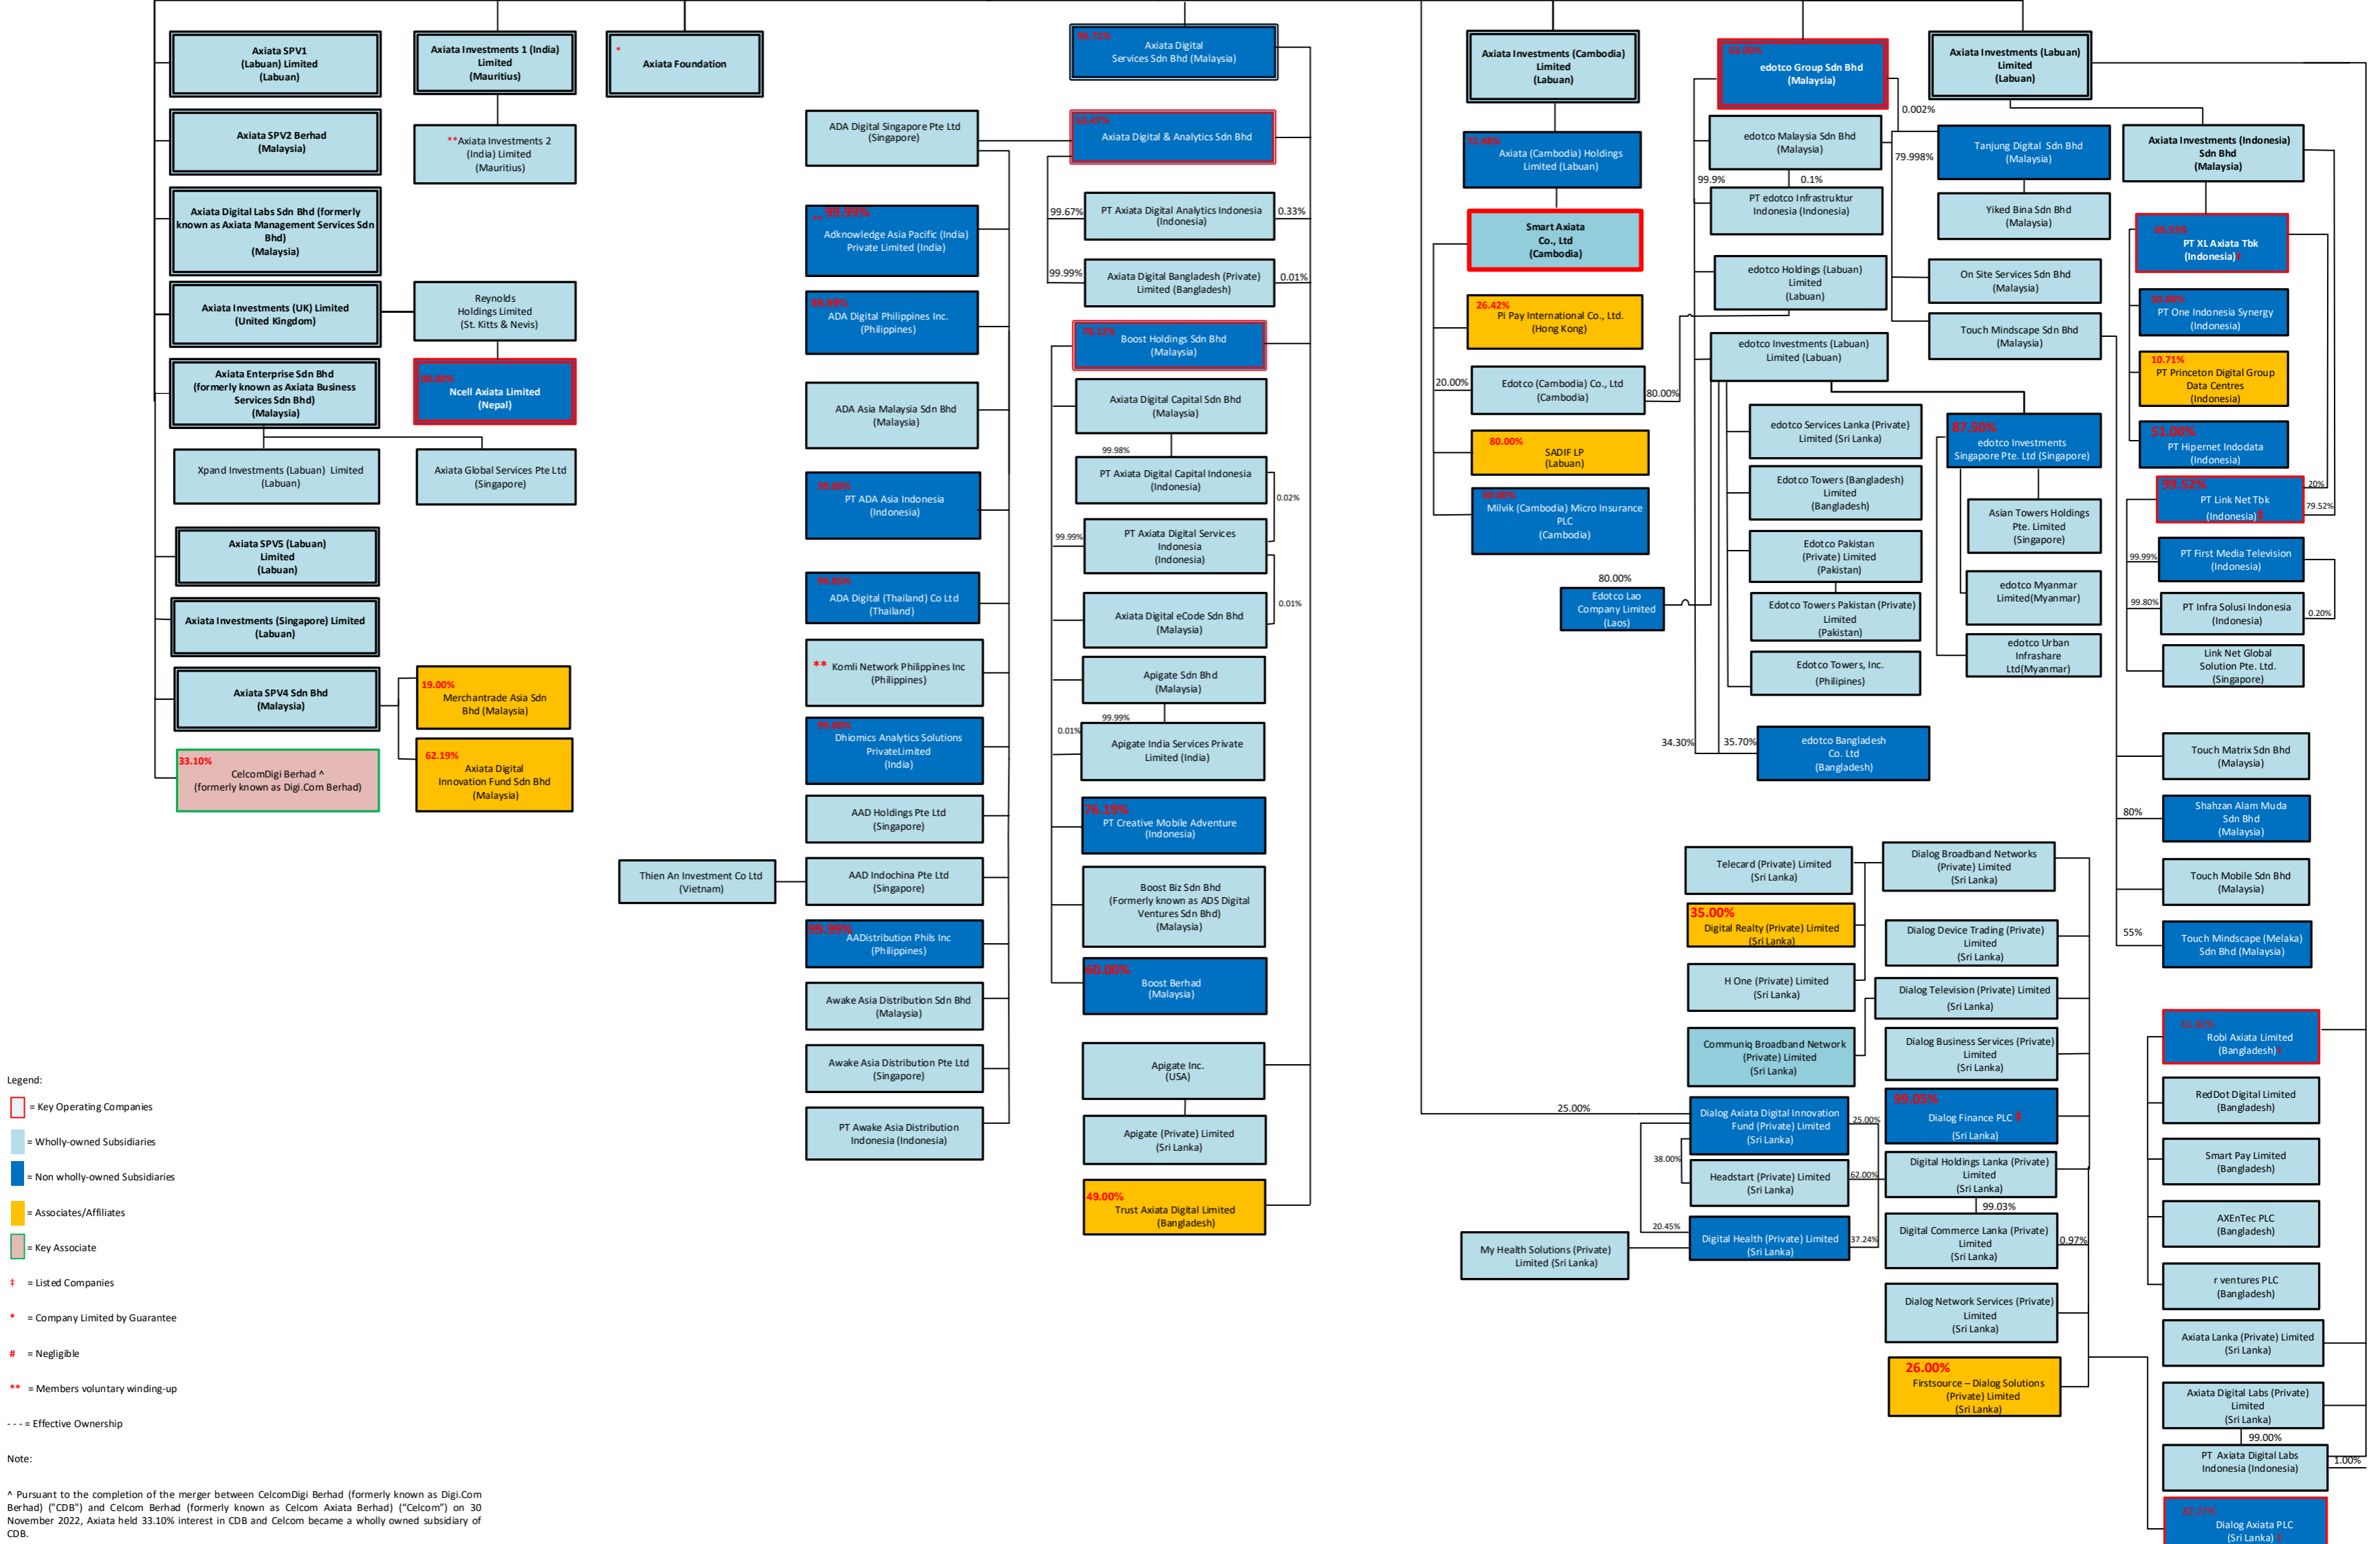 Axiata SPV1
(Labuan) Limited
(Labuan)
Axiata SPV2 Berhad
(Malaysia)
Axiata Digital Labs Sdn Bhd (formerly
known as Axiata Management Services Sdn
Bhd)
(Malaysia)
Axiata Investments (UK) Limited
(United Kingdom)
Axiata Enterprise Sdn Bhd
(formerly known as Axiata Business
Services Sdn Bhd)
(Malaysia)
Xpand Investments (Labuan) Limited
(Labuan)
Axiata Global Services Pte Ltd
(Singapore)
Axiata SPV5 (Labuan)
Limited
(Labuan)
Axiata Investments (Singapore) Limited
(Labuan)
Axiata SPV4 Sdn Bhd
(Malaysia)
33.10%
CelcomDigi Berhad ^
(formerly known as Digi.Com Berhad)
19.00%
Merchantrade Asia Sdn
Bhd (Malaysia)
62.19%
Axiata Digital
Innovation Fund Sdn Bhd
(Malaysia)
Axiata Investments 1 (India)
Limited
(Mauritius)
**Axiata Investments 2
(India) Limited
(Mauritius)
Reynolds
Holdings Limited
(St. Kitts & Nevis)
80.00%
Ncell Axiata Limited
(Nepal)
*
Axiata Foundation
Axiata Digital
Services Sdn Bhd (Malaysia)
ADA Digital Singapore Pte Ltd
(Singapore)
Axiata Digital & Analytics Sdn Bhd
** 99.99%
Adknowledge Asia Pacific (India)
Private Limited (India)
99.99%
ADA Digital Philippines Inc.
(Philippines)
ADA Asia Malaysia Sdn Bhd
(Malaysia)
PT ADA Asia Indonesia
(Indonesia)
ADA Digital (Thailand) Co Ltd
(Thailand)
** Komli Network Philippines Inc
(Philippines)
Dhiomics Analytics Solutions
PrivateLimited
(India)
AAD Holdings Pte Ltd
(Singapore)
Thien An Investment Co Ltd
(Vietnam)
AAD Indochina Pte Ltd
(Singapore)
99.99%
AADistribution Phils Inc
(Philippines)
Awake Asia Distribution Sdn Bhd
(Malaysia)
Awake Asia Distribution Pte Ltd
(Singapore)
PT Awake Asia Distribution
Indonesia (Indonesia)
99.67%
PT Axiata Digital Analytics Indonesia
(Indonesia)
0.33%
99.99%
Axiata Digital Bangladesh (Private)
Limited (Bangladesh)
0.01%
Boost Holdings Sdn Bhd
(Malaysia)
Axiata Digital Capital Sdn Bhd
(Malaysia)
99.98%
PT Axiata Digital Capital Indonesia
(Indonesia)
0.02%
99.99%
PT Axiata Digital Services
Indonesia
(Indonesia)
0.01%
Axiata Digital eCode Sdn Bhd
(Malaysia)
Apigate Sdn Bhd
(Malaysia)
99.99%
0.01%
Apigate India Services Private
Limited (India)
76.19%
PT Creative Mobile Adventure
(Indonesia)
Boost Biz Sdn Bhd
(Formerly known as ADS Digital
Ventures Sdn Bhd)
(Malaysia)
60.00%
Boost Berhad
(Malaysia)
Apigate Inc.
(USA)
Apigate (Private) Limited
(Sri Lanka)
49.00%
Trust Axiata Digital Limited
(Bangladesh)
Axiata Investments (Cambodia)
Limited
(Labuan)
72.48%
Axiata (Cambodia) Holdings
Limited (Labuan)
Smart Axiata
Co., Ltd
(Cambodia)
26.42%
Pi Pay International Co., Ltd.
(Hong Kong)
20.00%
Edotco (Cambodia) Co., Ltd
(Cambodia)
80.00%
80.00%
SADIF LP
(Labuan)
Milvik (Cambodia) Micro Insurance
PLC
(Cambodia)
80.00%
Edotco Lao
Company Limited
(Laos)
edotco Group Sdn Bhd
(Malaysia)
0.002%
edotco Malaysia Sdn Bhd
(Malaysia)
79.998%
99.9%
0.1%
PT edotco Infrastruktur
Indonesia (Indonesia)
edotco Holdings (Labuan)
Limited
(Labuan)
edotco Investments (Labuan)
Limited (Labuan)
edotco Services Lanka (Private)
Limited (Sri Lanka)
Edotco Towers (Bangladesh)
Limited
(Bangladesh)
Edotco Pakistan
(Private) Limited
(Pakistan)
Edotco Towers Pakistan (Private)
Limited
(Pakistan)
Edotco Towers, Inc.
(Philipines)
34.30%
35.70%
edotco Bangladesh
Co. Ltd
(Bangladesh)
Axiata Investments (Labuan)
Limited
(Labuan)
Tanjung Digital Sdn Bhd
(Malaysia)
Yiked Bina Sdn Bhd
(Malaysia)
On Site Services Sdn Bhd
(Malaysia)
Touch Mindscape Sdn Bhd
(Malaysia)
87.50%
edotco Investments
Singapore Pte. Ltd (Singapore)
Asian Towers Holdings
Pte. Limited
(Singapore)
edotco Myanmar
Limited(Myanmar)
edotco Urban
Infrashare
Ltd(Myanmar)
Axiata Investments (Indonesia)
Sdn Bhd
(Malaysia)
PT XL Axiata Tbk
(Indonesia)‡
50.00%
PT One Indonesia Synergy
(Indonesia)
10.71%
PT Princeton Digital Group
Data Centres
(Indonesia)
51.00%
PT Hipernet Indodata
(Indonesia)
99.52%
PT Link Net Tbk
(Indonesia)‡
20%
79.52%
99.99%
PT First Media Television
(Indonesia)
99.80%
PT Infra Solusi Indonesia
(Indonesia)
0.20%
Link Net Global
Solution Pte. Ltd.
(Singapore)
Touch Matrix Sdn Bhd
(Malaysia)
80%
Shahzan Alam Muda
Sdn Bhd
(Malaysia)
Touch Mobile Sdn Bhd
(Malaysia)
55%
Touch Mindscape (Melaka)
Sdn Bhd (Malaysia)
Telecard (Private) Limited
(Sri Lanka)
Dialog Broadband Networks
(Private) Limited
(Sri Lanka)
35.00%
Digital Realty (Private) Limited
(Sri Lanka)
Dialog Device Trading (Private)
Limited
(Sri Lanka)
H One (Private) Limited
(Sri Lanka)
Dialog Television (Private) Limited
(Sri Lanka)
Communiq Broadband Network
(Private) Limited
(Sri Lanka)
Dialog Business Services (Private)
Limited
(Sri Lanka)
25.00%
Dialog Axiata Digital Innovation
Fund (Private) Limited
(Sri Lanka)
25.00%
99.05%
Dialog Finance PLC ‡
(Sri Lanka)
38.00%
Headstart (Private) Limited
(Sri Lanka)
62.00%
Digital Holdings Lanka (Private)
Limited
(Sri Lanka)
99.03%
20.45%
Digital Health (Private) Limited
(Sri Lanka)
37.24%
Digital Commerce Lanka (Private)
Limited
(Sri Lanka)
0.97%
My Health Solutions (Private)
Limited (Sri Lanka)
Dialog Network Services (Private)
Limited
(Sri Lanka)
26.00%
Firstsource – Dialog Solutions
(Private) Limited
(Sri Lanka)
Robi Axiata Limited
(Bangladesh)‡
RedDot Digital Limited
(Bangladesh)
Smart Pay Limited
(Bangladesh)
AXEnTec PLC
(Bangladesh)
r ventures PLC
(Bangladesh)
Axiata Lanka (Private) Limited
(Sri Lanka)
Axiata Digital Labs (Private)
Limited
(Sri Lanka)
99.00%
PT Axiata Digital Labs
Indonesia (Indonesia)
1.00%
Dialog Axiata PLC
(Sri Lanka) ‡
Legend:
= Key Operating Companies
= Wholly-owned Subsidiaries
= Non wholly-owned Subsidiaries
= Associates/Affiliates
= Key Associate
‡ = Listed Companies
* = Company Limited by Guarantee
# = Negligible
** = Members voluntary winding-up
- - - = Effective Ownership
Note:
^ Pursuant to the completion of the merger between CelcomDigi Berhad (formerly known as Digi.Com
Berhad) ("CDB") and Celcom Berhad (formerly known as Celcom Axiata Berhad) ("Celcom") on 30
November 2022, Axiata held 33.10% interest in CDB and Celcom became a wholly owned subsidiary of
CDB.